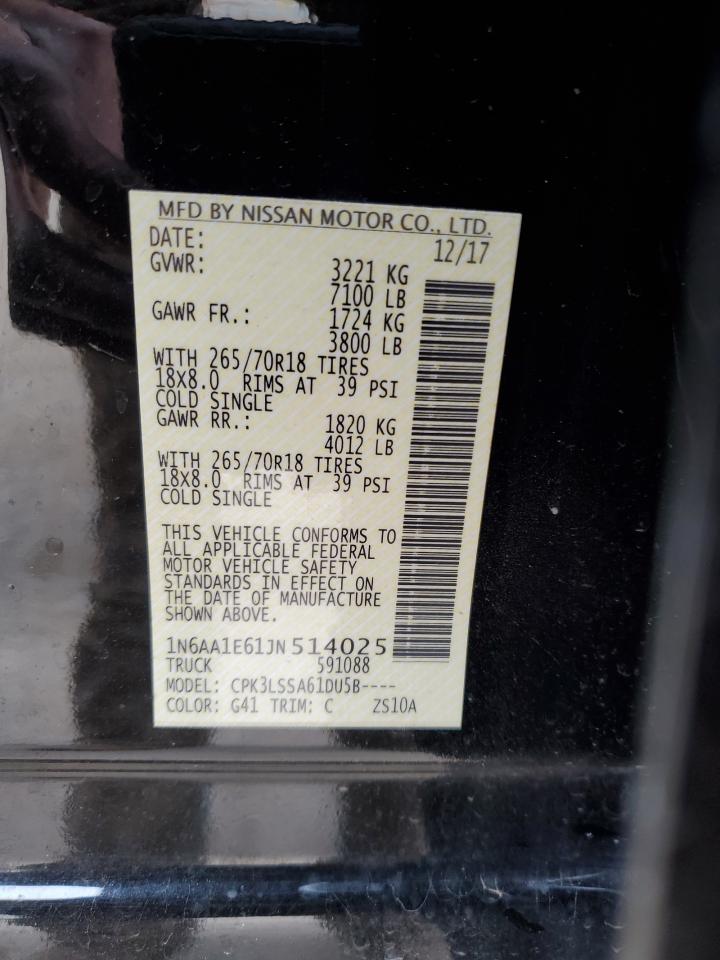 MFD BY NISSAN MOTOR CO., LTD.
DATE: 12/17
GVWR: 3221 KG
7100 LB
GAWR FR.: 1724 KG
3800 LB
WITH 265/70R18 TIRES
18X8.0 RIMS AT 39 PSI
COLD SINGLE
GAWR RR.: 1820 KG
4012 LB
WITH 265/70R18 TIRES
18X8.0 RIMS AT 39 PSI
COLD SINGLE
THIS VEHICLE CONFORMS TO
ALL APPLICABLE FEDERAL
MOTOR VEHICLE SAFETY
STANDARDS IN EFFECT ON
THE DATE OF MANUFACTURE
SHOWN ABOVE.
1N6AA1E61JN514025
TRUCK 591088
MODEL: CPK3LSSA61DU5B----
COLOR: G41 TRIM: C ZS10A